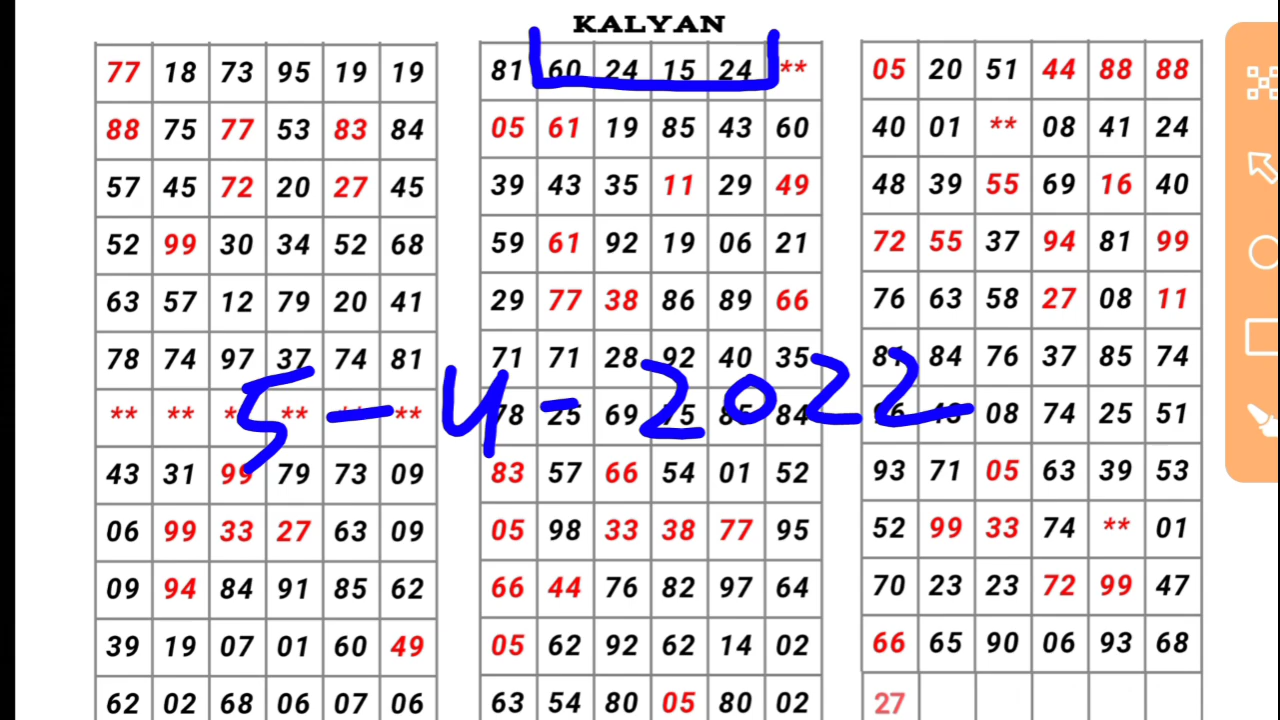 KALYAN
77 18 73 95 19 19
88 75 77 53 83 84
57 45 72 20 27 45
52 99 30 34 52 68
63 57 12 79 20 41
78 74 97 37 74 81
** ** ** ** ** **
43 31 99 79 73 09
06 99 33 27 63 09
09 94 84 91 85 62
39 19 07 01 60 49
62 02 68 06 07 06
81 60 24 15 24 **
05 61 19 85 43 60
39 43 35 11 29 49
59 61 92 19 06 21
29 77 38 86 89 66
71 71 28 92 40 35
78 25 69 75 85 84
83 57 66 54 01 52
05 98 33 38 77 95
66 44 76 82 97 64
05 62 92 62 14 02
63 54 80 05 80 02
05 20 51 44 88 88
40 01 ** 08 41 24
48 39 55 69 16 40
72 55 37 94 81 99
76 63 58 27 08 11
81 84 76 37 85 74
08 74 25 51
93 71 05 63 39 53
52 99 33 74 ** 01
70 23 23 72 99 47
66 65 90 06 93 68
27
5-4-2022